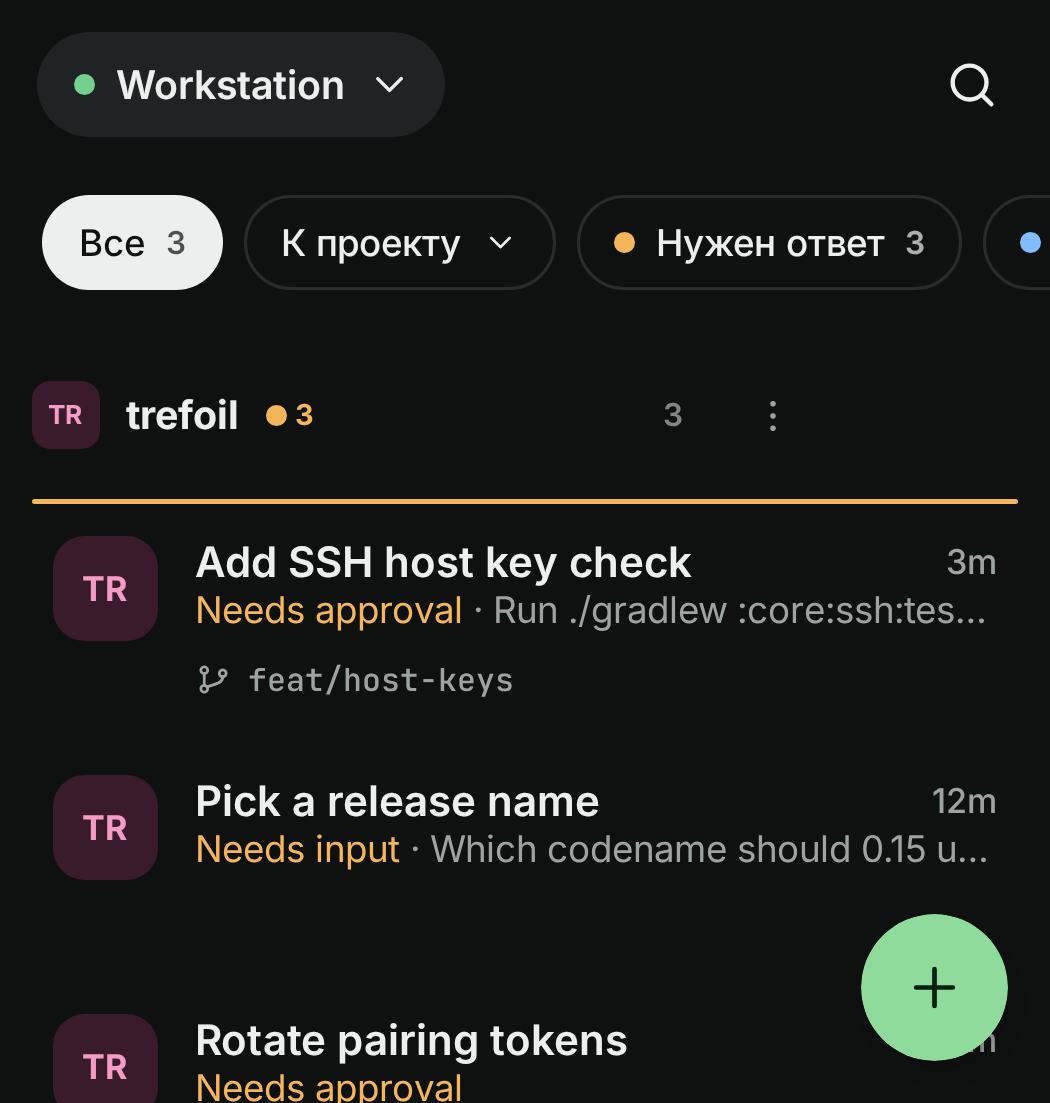 Workstation
Все 3
К проекту
Нужен ответ 3
TR trefoil 3 3
TR
Add SSH host key check 3m
Needs approval · Run ./gradlew :core:ssh:tes...
feat/host-keys
TR
Pick a release name 12m
Needs input · Which codename should 0.15 u...
TR
Rotate pairing tokens
Needs approval